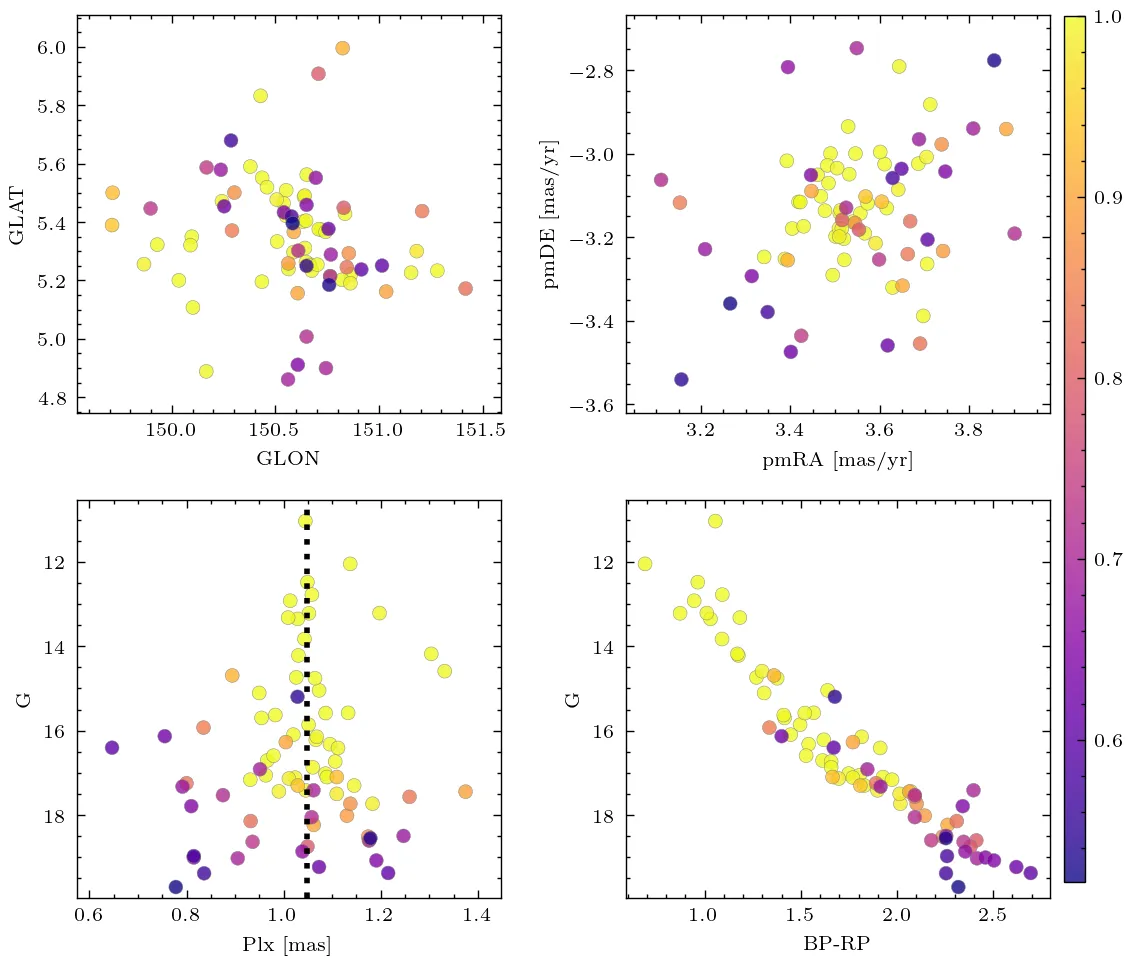 6.0
5.8
5.6
5.4
5.2
5.0
4.8
GLAT
150.0 150.5 151.0 151.5
GLON
−2.8
−3.0
−3.2
−3.4
−3.6
pmDE [mas/yr]
3.2 3.4 3.6 3.8
pmRA [mas/yr]
1.0
0.9
0.8
0.7
0.6
12
14
16
18
G
0.6 0.8 1.0 1.2 1.4
Plx [mas]
12
14
16
18
G
1.0 1.5 2.0 2.5
BP-RP